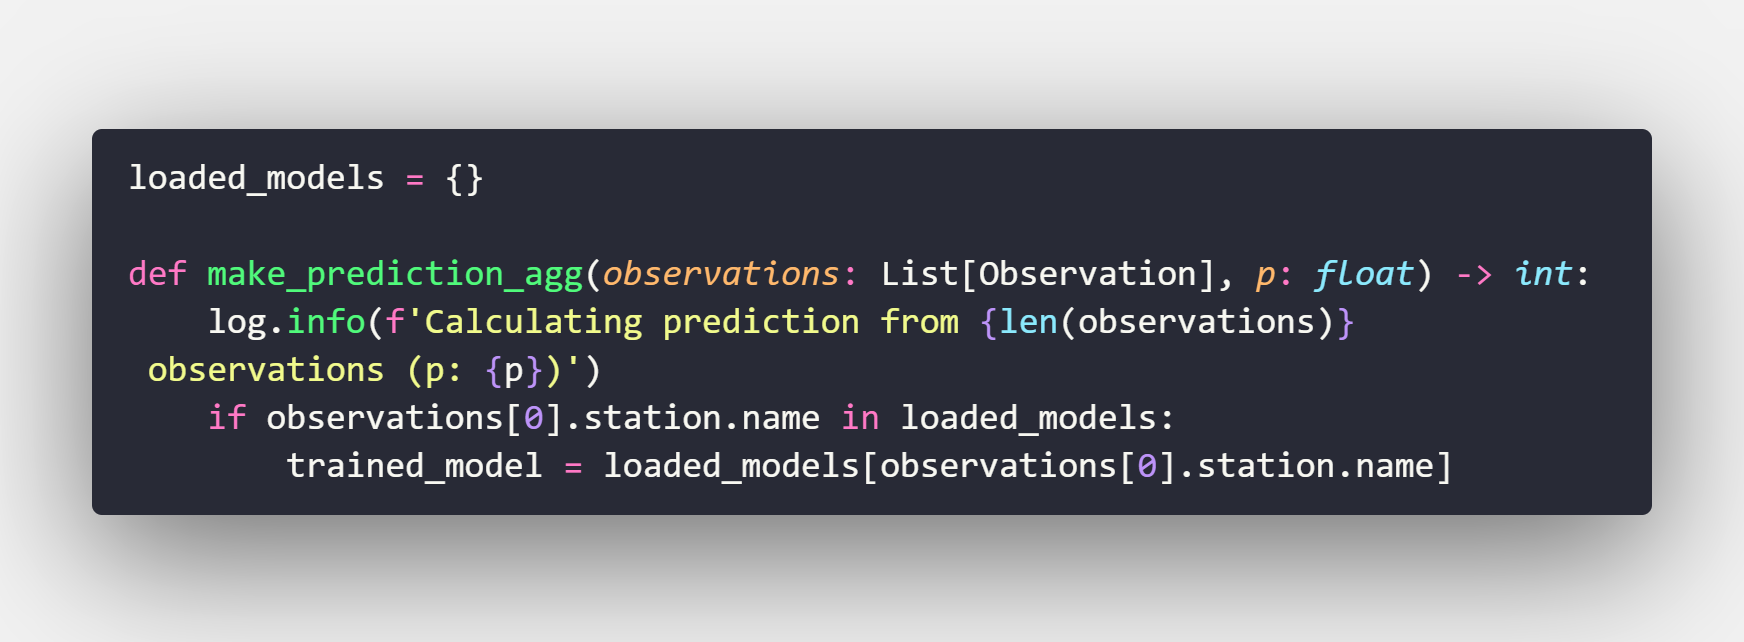 loaded_models = {}
def make_prediction_agg(observations: List[Observation], p: float) -> int:
log.info(f'Calculating prediction from {len(observations)}
observations (p: {p})')
if observations[0].station.name in loaded_models:
trained_model = loaded_models[observations[0].station.name]